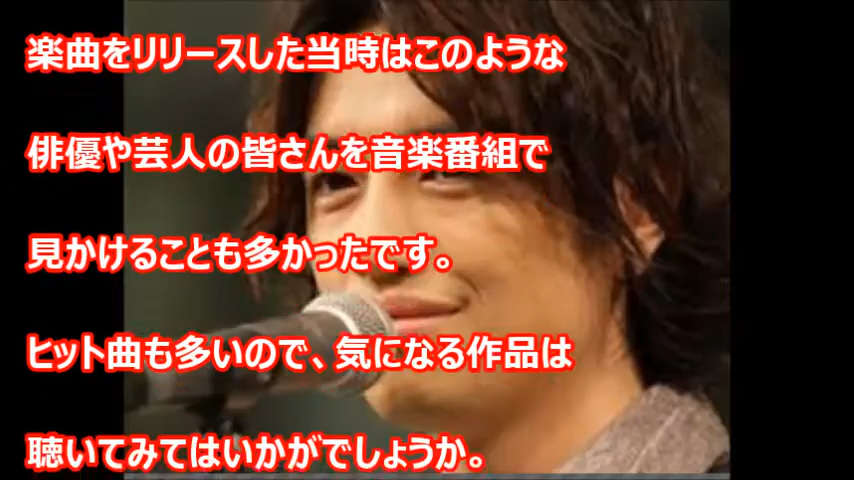 楽曲をリリースした当時はこのような
俳優や芸人の皆さんを音楽番組で
見かけることも多かったです。
ヒット曲も多いので、気になる作品は
聴いてみてはいかがでしょうか。